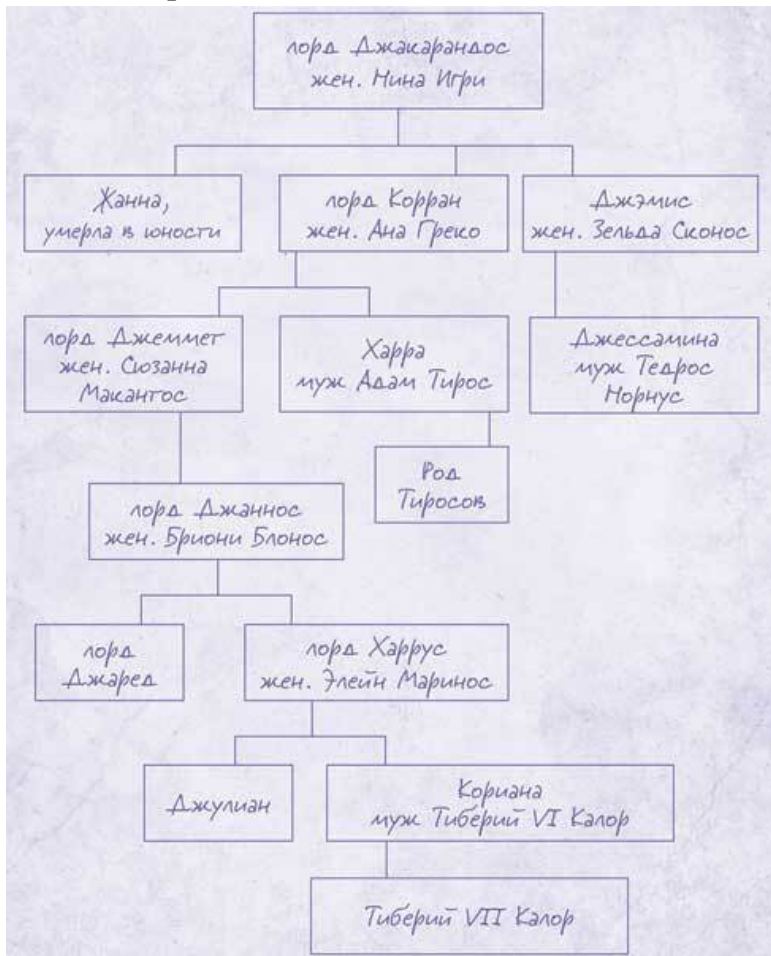 лорд Джакарандос
жен. Мина Игри
Жанна,
умерла в юности
лорд Корран
жен. Ана Греко
Джэмис
жен. Зельда Сконос
лорд Джеммет
жен. Сюзанна
Макантос
Харра
муж Адам Тирос
Джессамина
муж Тедрос
Норнус
Род
Тиросов
лорд Джаннос
жен. Бриони Блонос
лорд
Джаред
лорд Харрус
жен. Элейн Маринос
Джулиан
Кориана
муж Тиберий VI Калор
Тиберий VII Калор